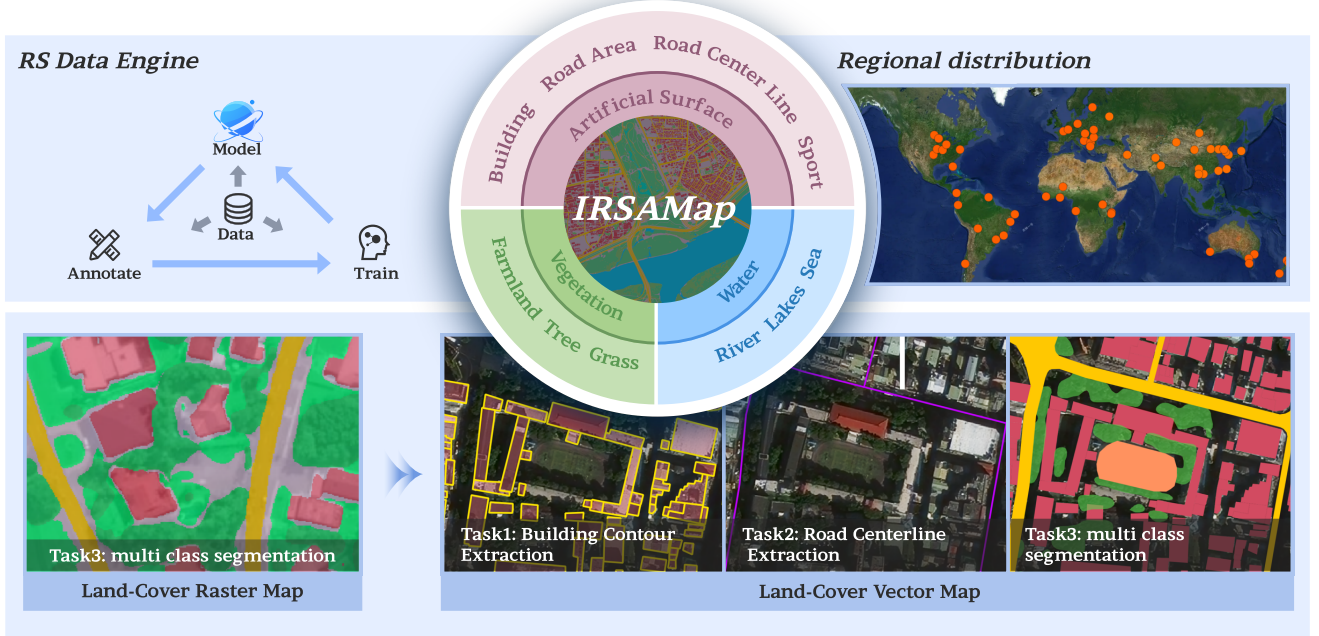 RS Data Engine
Model
Data
Annotate
Train
Building Road Area Road Center Line Sport
Artificial Surface
IRSAMap
Vegetation
Water
Farmland Tree Grass
River Lakes Sea
Regional distribution
Task3: multi class segmentation
Land-Cover Raster Map
Task1: Building Contour
Extraction
Task2: Road Centerline
Extraction
Task3: multi class
segmentation
Land-Cover Vector Map